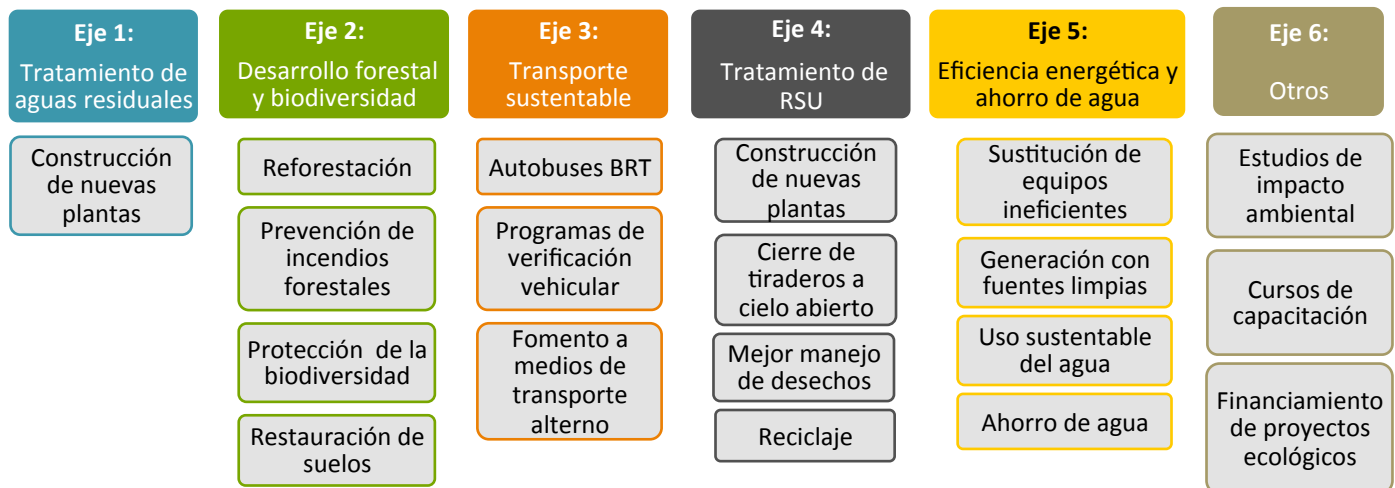 Eje 1:
Tratamiento de
aguas residuales
Construcción
de nuevas
plantas
Eje 2:
Desarrollo forestal
y biodiversidad
Reforestación
Prevención de
incendios
forestales
Protección de la
biodiversidad
Restauración de
suelos
Eje 3:
Transporte
sustentable
Autobuses BRT
Programas de
verificación
vehicular
Fomento a
medios de
transporte
alterno
Eje 4:
Tratamiento de
RSU
Construcción
de nuevas
plantas
Cierre de
tiraderos a
cielo abierto
Mejor manejo
de desechos
Reciclaje
Eje 5:
Eficiencia energética y
ahorro de agua
Sustitución de
equipos
ineficientes
Generación con
fuentes limpias
Uso sustentable
del agua
Ahorro de agua
Eje 6:
Otros
Estudios de
impacto
ambiental
Cursos de
capacitación
Financiamiento
de proyectos
ecológicos